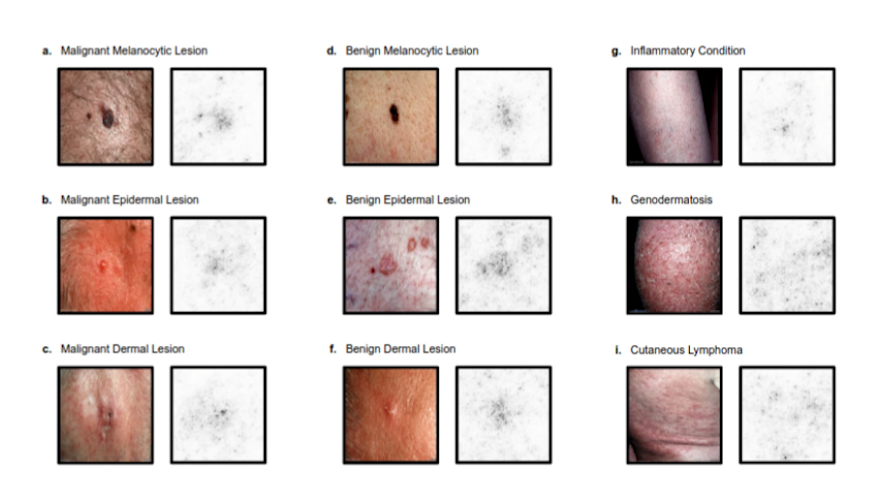 a. Malignant Melanocytic Lesion
d. Benign Melanocytic Lesion
g. Inflammatory Condition
b. Malignant Epidermal Lesion
e. Benign Epidermal Lesion
h. Genodermatosis
c. Malignant Dermal Lesion
f. Benign Dermal Lesion
i. Cutaneous Lymphoma